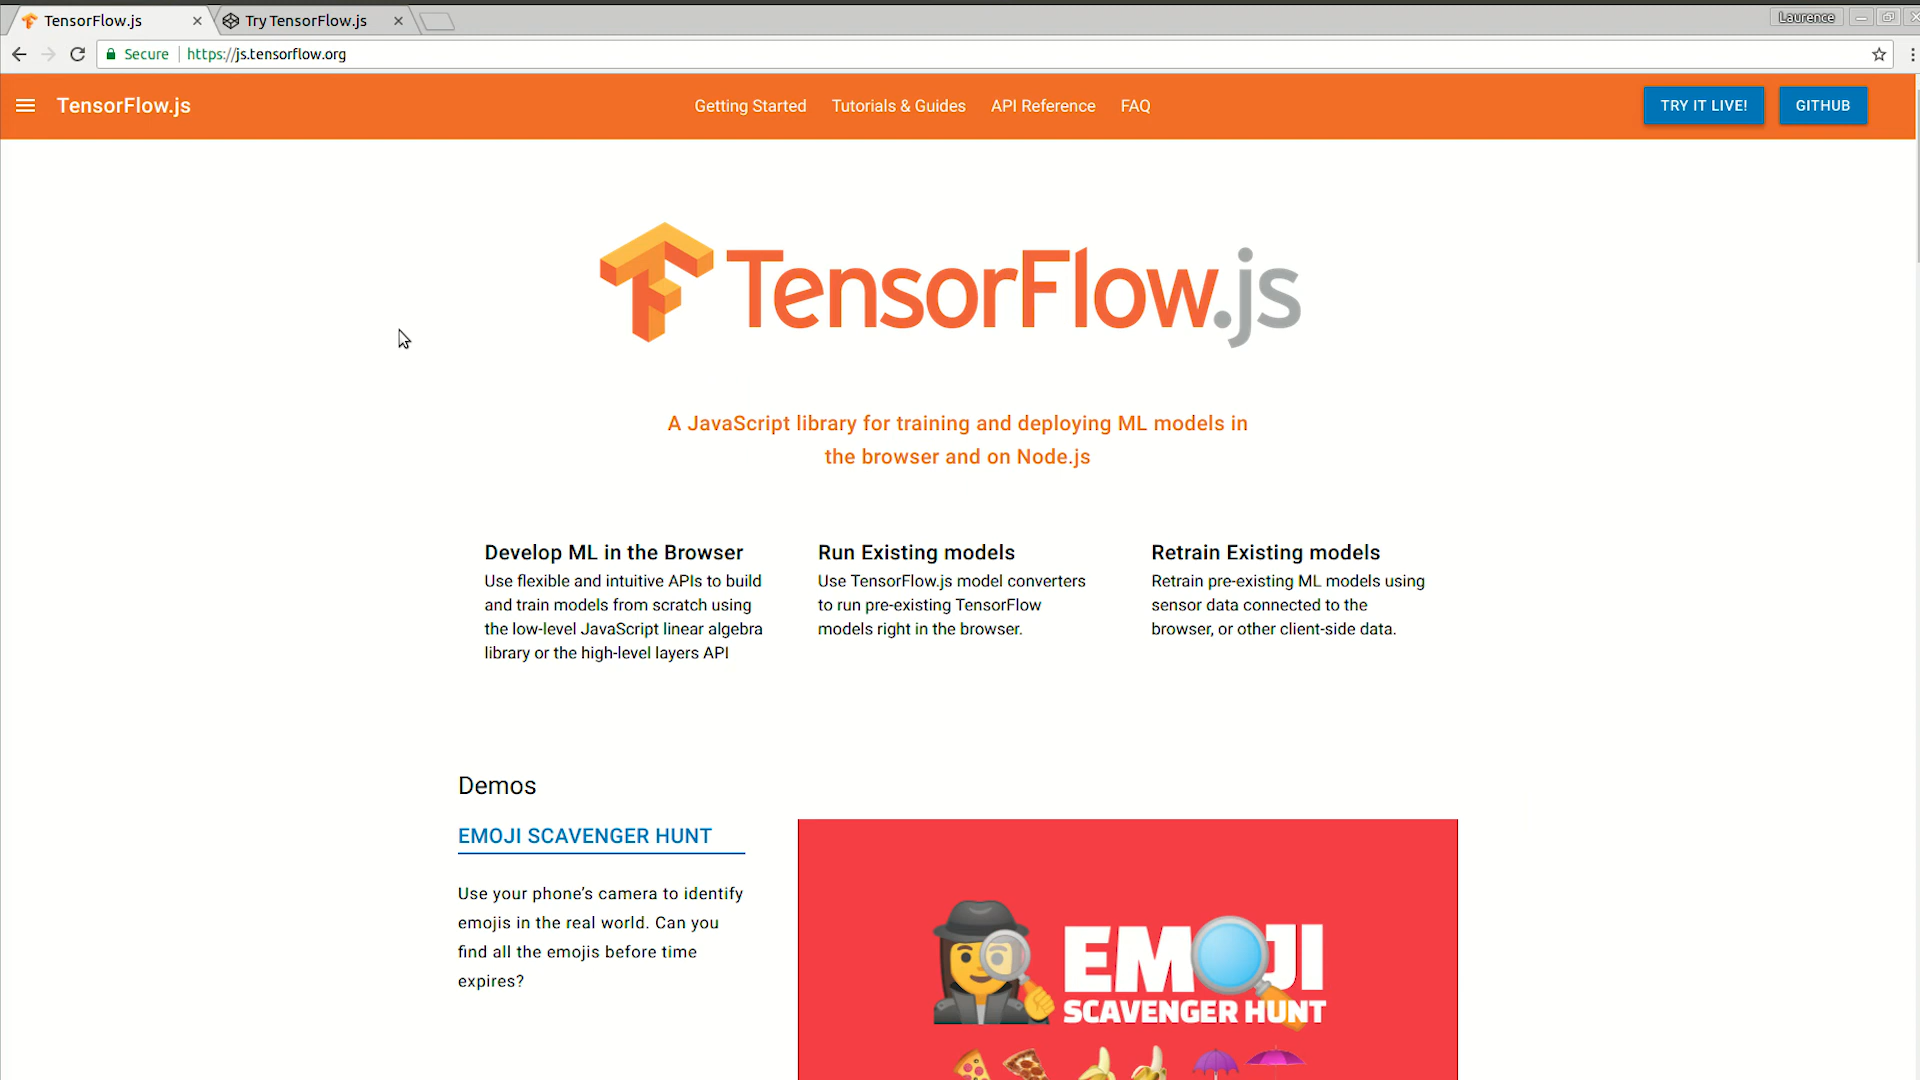 TensorFlow.js
Try TensorFlow.js
Laurence
Secure
https://js.tensorflow.org
TensorFlow.js
Getting Started
Tutorials & Guides
API Reference
FAQ
TRY IT LIVE!
GITHUB
TensorFlow.js
A JavaScript library for training and deploying ML models in
the browser and on Node.js
Develop ML in the Browser
Use flexible and intuitive APIs to build
and train models from scratch using
the low-level JavaScript linear algebra
library or the high-level layers API
Run Existing models
Use TensorFlow.js model converters
to run pre-existing TensorFlow
models right in the browser.
Retrain Existing models
Retrain pre-existing ML models using
sensor data connected to the
browser, or other client-side data.
Demos
EMOJI SCAVENGER HUNT
Use your phone’s camera to identify
emojis in the real world. Can you
find all the emojis before time
expires?
EMOJI
SCAVENGER HUNT